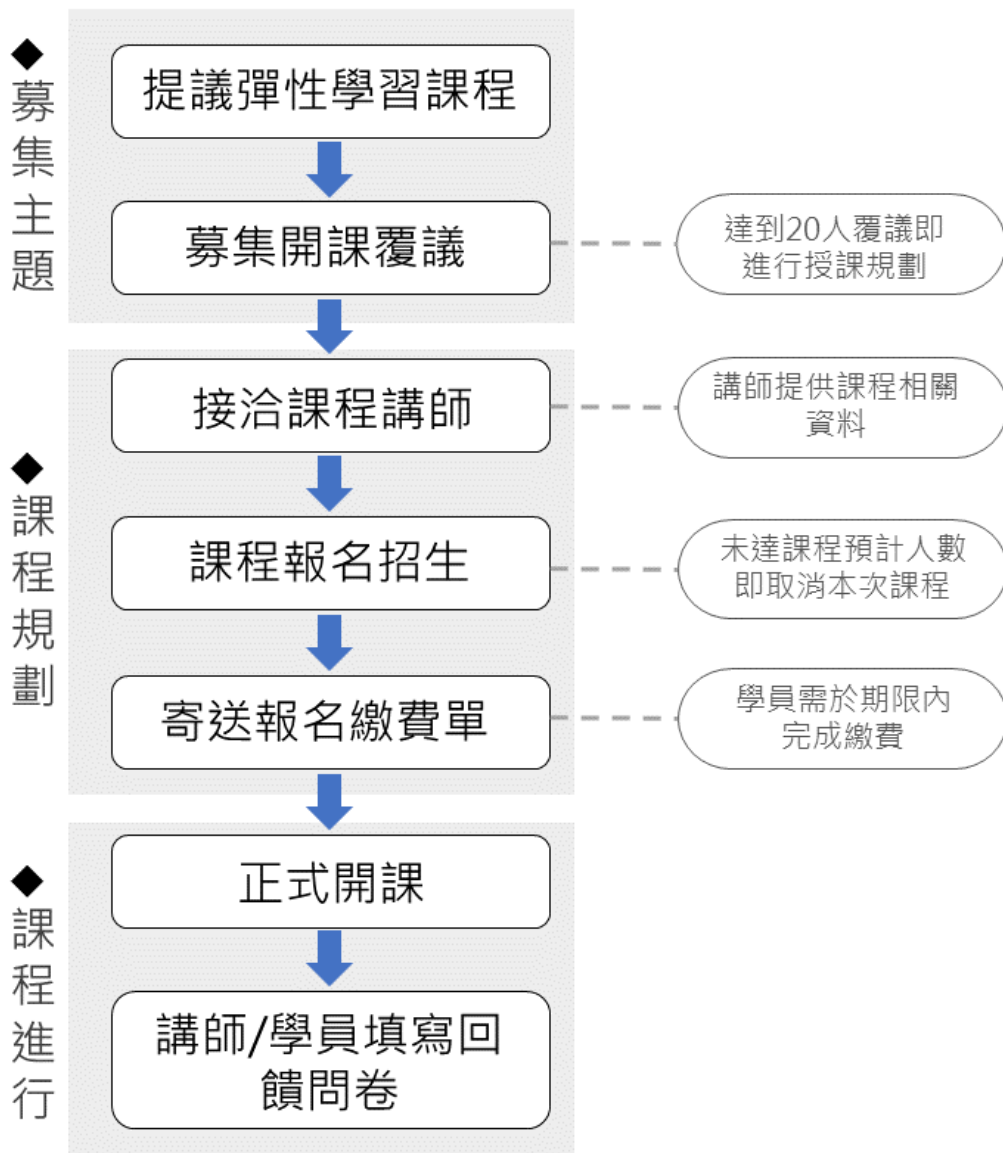 ◆募集主題
提議彈性學習課程
募集開課覆議
達到20人覆議即
進行授課規劃
◆課程規劃
接洽課程講師
講師提供課程相關
資料
課程報名招生
未達課程預計人數
即取消本次課程
寄送報名繳費單
學員需於期限內
完成繳費
◆課程進行
正式開課
講師/學員填寫回
饋問卷